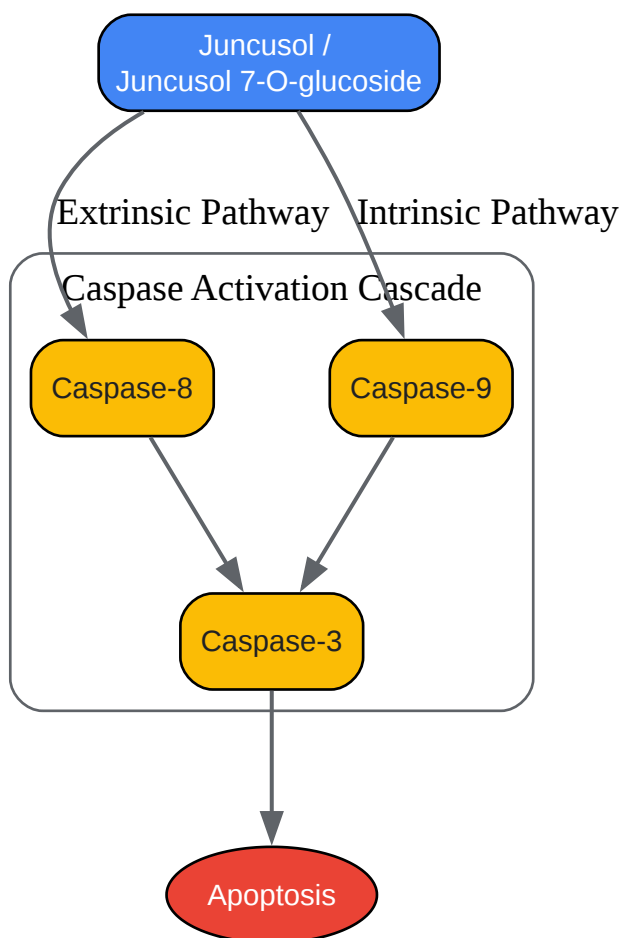 Juncusol /
Juncusol 7-O-glucoside
Extrinsic Pathway
Intrinsic Pathway
Caspase Activation Cascade
Caspase-8
Caspase-9
Caspase-3
Apoptosis